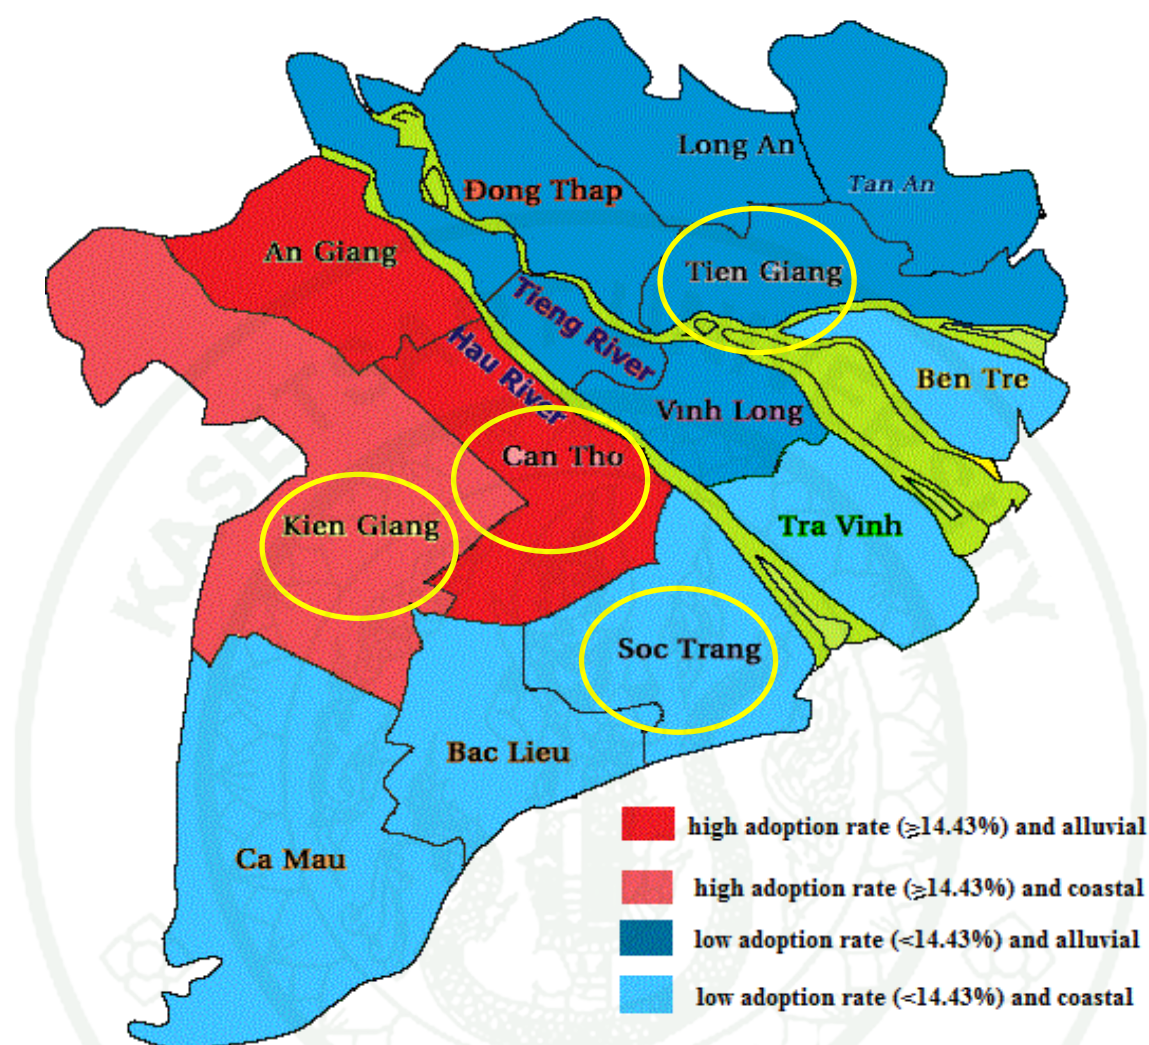 Long An
Tan An
Đong Thap
An Giang
Tien Giang
Tieng River
Hau River
Ben Tre
Vinh Long
Can Tho
Kien Giang
Tra Vinh
Soc Trang
Bac Lieu
Ca Mau
high adoption rate (≥14.43%) and alluvial
high adoption rate (≥14.43%) and coastal
low adoption rate (<14.43%) and alluvial
low adoption rate (<14.43%) and coastal